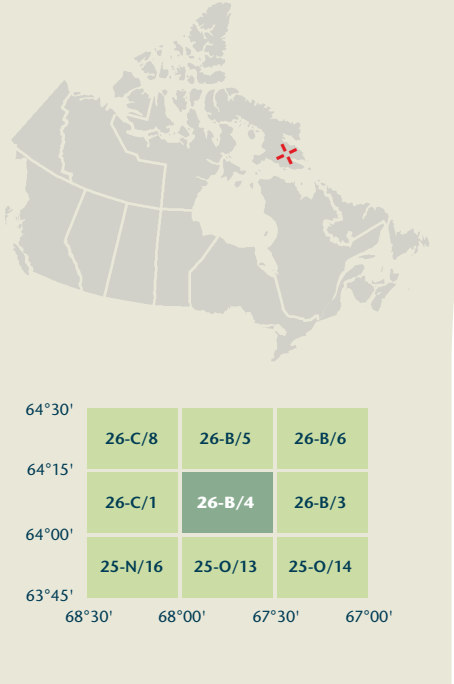 64°30'
26-C/8 26-B/5 26-B/6
64°15'
26-C/1 26-B/4 26-B/3
64°00'
25-N/16 25-O/13 25-O/14
63°45'
68°30' 68°00' 67°30' 67°00'